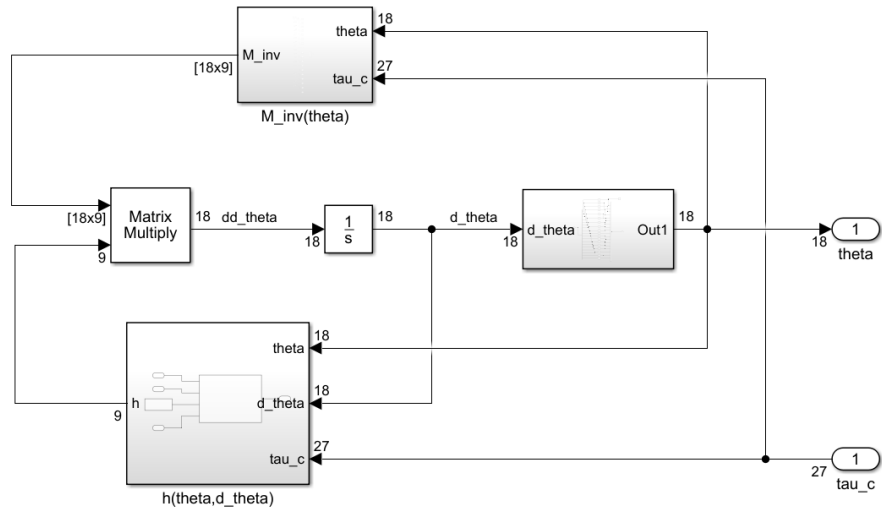 18
theta
M_inv
27
[18x9]
tau_c
M_inv(theta)
[18x9]
Matrix
Multiply
18
dd_theta
18
1
s
18
d_theta
18
d_theta
Out1
18
18
1
theta
9
18
theta
18
h
d_theta
9
27
tau_c
27
1
tau_c
h(theta,d_theta)